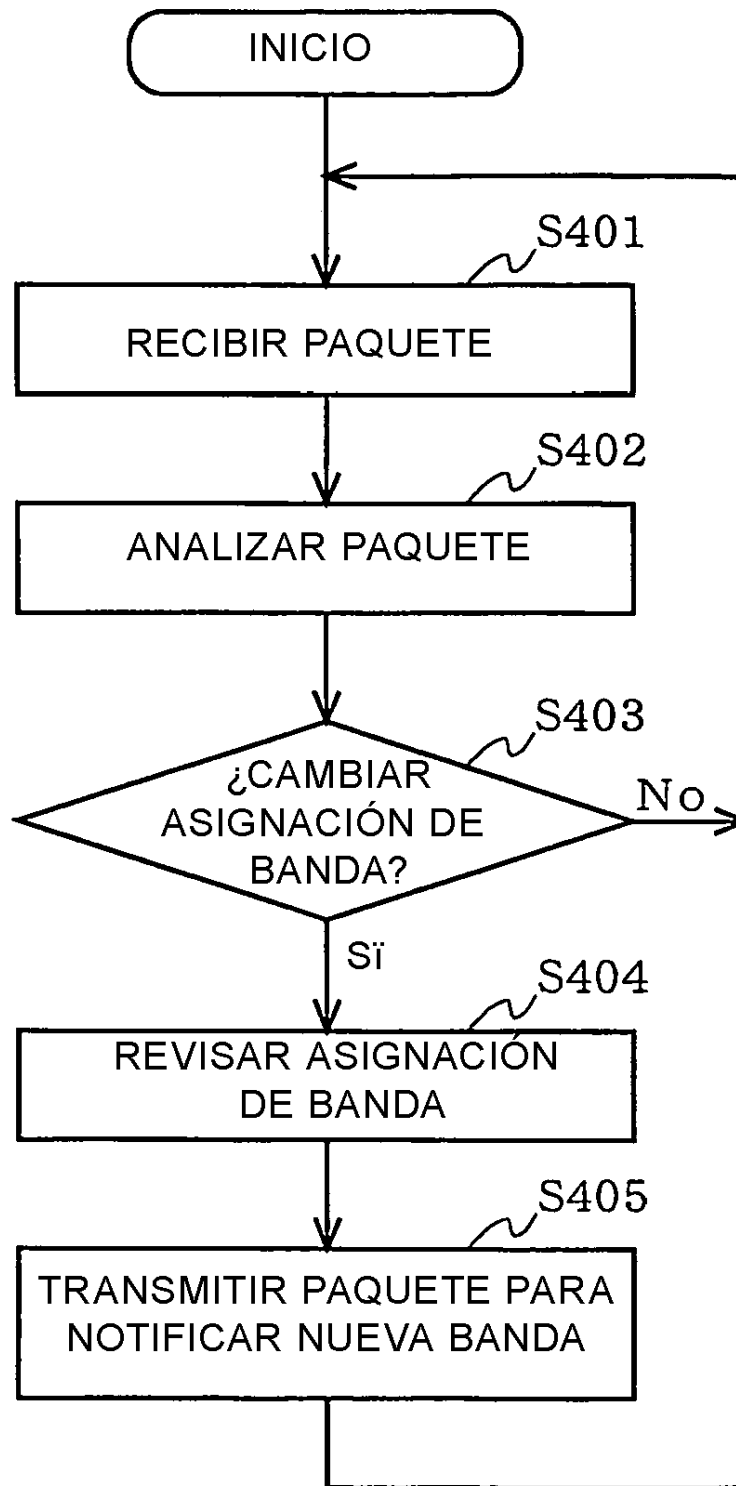 INICIO
S401
RECIBIR PAQUETE
S402
ANALIZAR PAQUETE
S403
¿CAMBIAR
ASIGNACIÓN DE
BANDA?
No
Sï
S404
REVISAR ASIGNACIÓN
DE BANDA
S405
TRANSMITIR PAQUETE PARA
NOTIFICAR NUEVA BANDA